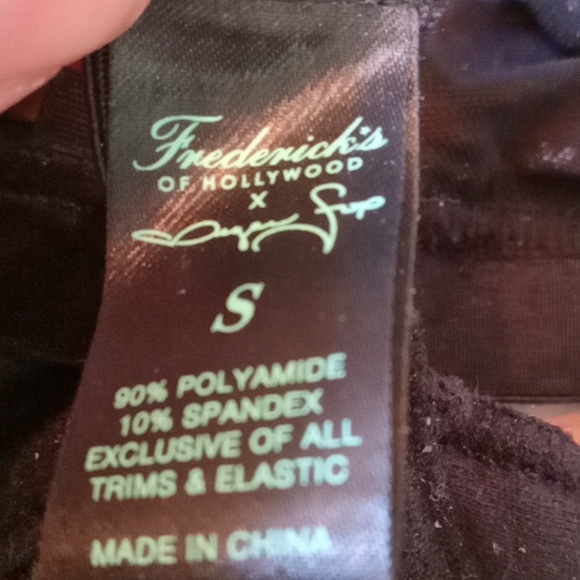 Frederick's
OF HOLLYWOOD
X
S
90% POLYAMIDE
10% SPANDEX
EXCLUSIVE OF ALL
TRIMS & ELASTIC
MADE IN CHINA